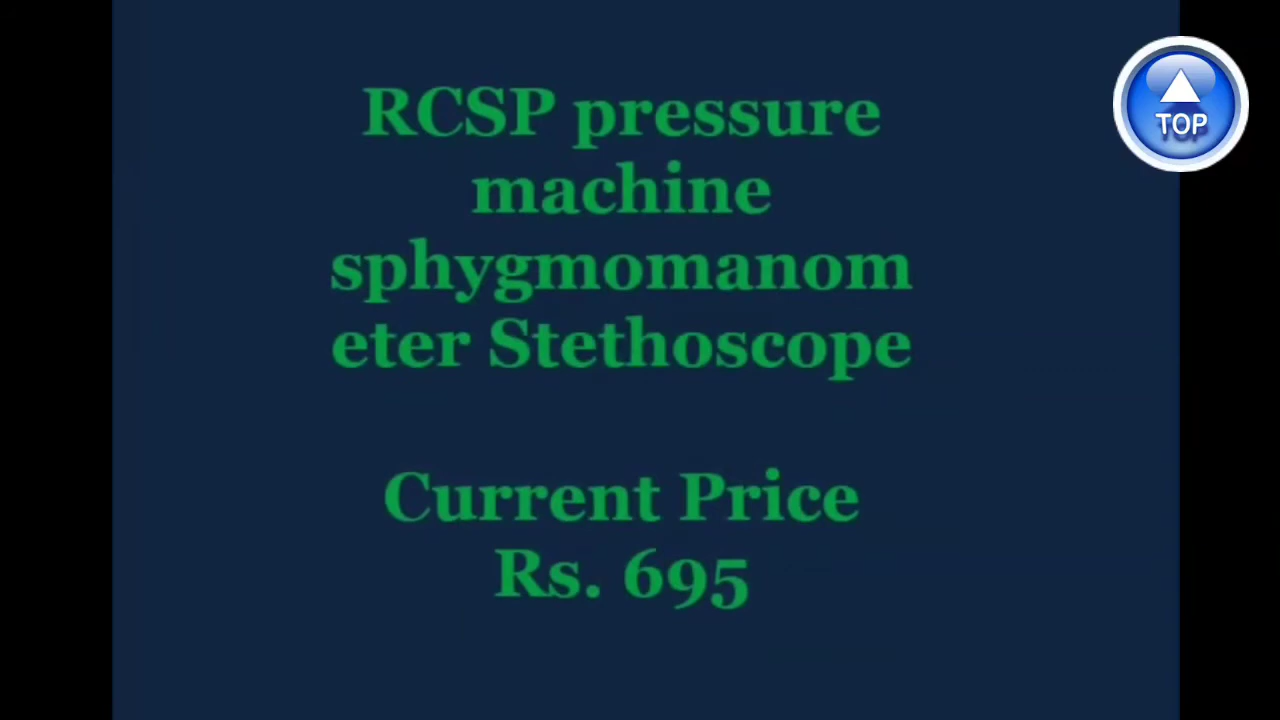 RCSP pressure
machine
sphygmomanom
eter Stethoscope
Current Price
Rs. 695
TOP